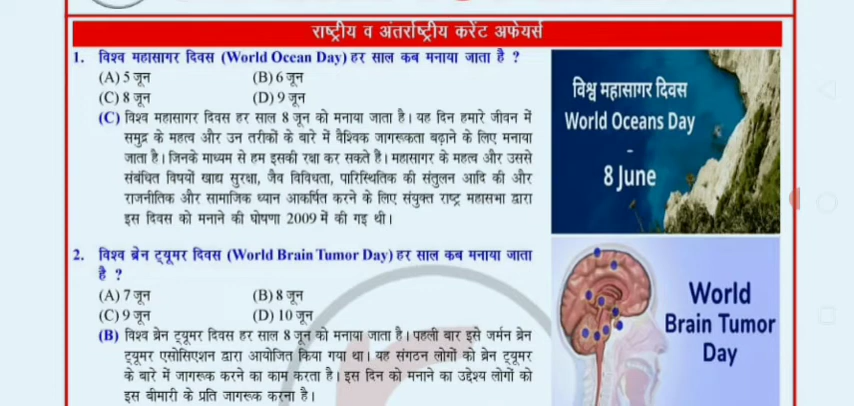 राष्ट्रीय व अंतर्राष्ट्रीय करेंट अफेयर्स
1. विश्व महासागर दिवस (World Ocean Day) हर साल कब मनाया जाता है ?
(A) 5 जून (B) 6 जून
(C) 8 जून (D) 9 जून
(C) विश्व महासागर दिवस हर साल 8 जून को मनाया जाता है। यह दिन हमारे जीवन में
समुद्र के महत्व और उन तरीकों के बारे में वैश्विक जागरूकता बढ़ाने के लिए मनाया
जाता है। जिनके माध्यम से हम इसकी रक्षा कर सकते हैं। महासागर के महत्व और उससे
संबंधित विषयों खाद्य सुरक्षा, जैव विविधता, पारिस्थितिक की संतुलन आदि की और
राजनीतिक और सामाजिक ध्यान आकर्षित करने के लिए संयुक्त राष्ट्र महासभा द्वारा
इस दिवस को मनाने की घोषणा 2009 में की गइ थी।
विश्व महासागर दिवस
World Oceans Day
-
8 June
2. विश्व ब्रेन ट्यूमर दिवस (World Brain Tumor Day) हर साल कब मनाया जाता
है ?
(A) 7 जून (B) 8 जून
(C) 9 जून (D) 10 जून
(B) विश्व ब्रेन ट्यूमर दिवस हर साल 8 जून को मनाया जाता है। पहली बार इसे जर्मन ब्रेन
ट्यूमर एसोसिएशन द्वारा आयोजित किया गया था। यह संगठन लोगों को ब्रेन ट्यूमर
के बारे में जागरूक करने का काम करता है। इस दिन को मनाने का उद्देश्य लोगों को
इस बीमारी के प्रति जागरूक करना है।
World
Brain Tumor
Day